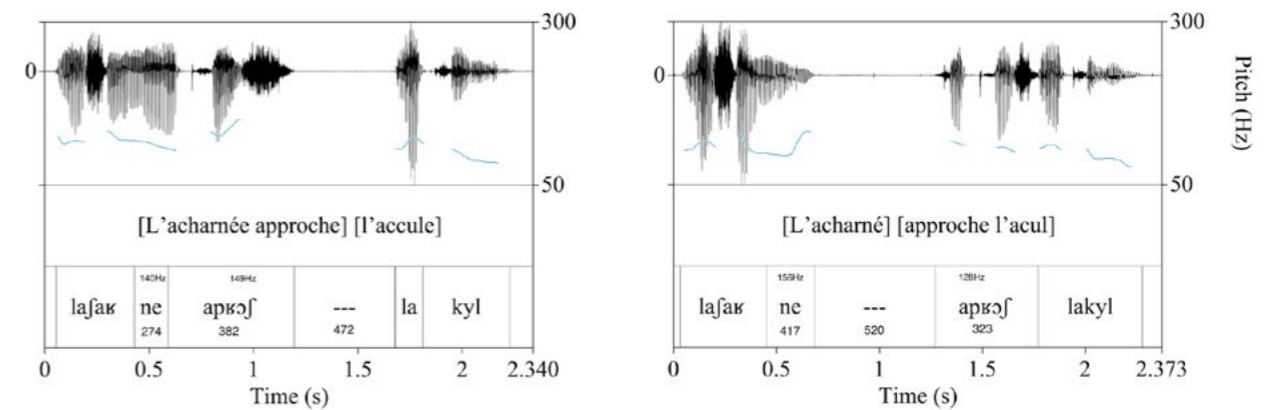 300
0
50
[L'acharnée approche] [l'accule]
140Hz 149Hz
laʃaʁ ne apʁɔʃ --- la kyl
274 382 472
0 0.5 1 1.5 2 2.340
Time (s)
300
0
Pitch (Hz)
50
[L'acharné] [approche l'acul]
156Hz 128Hz
laʃaʁ ne --- apʁɔʃ lakyl
417 520 323
0 0.5 1 1.5 2 2.373
Time (s)